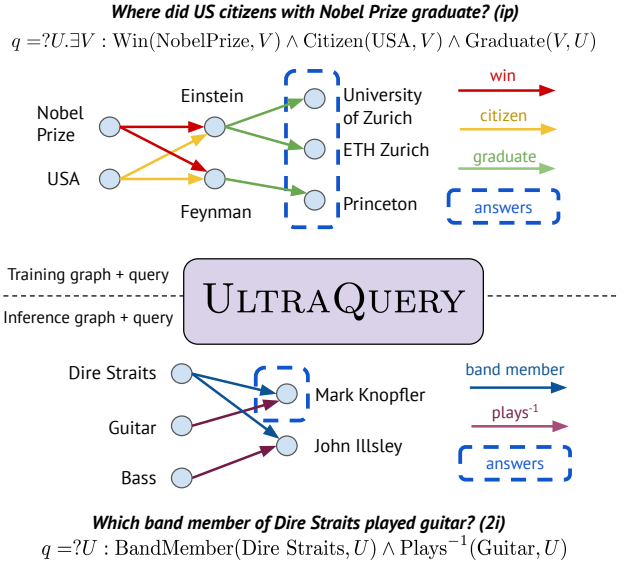 Where did US citizens with Nobel Prize graduate? (ip)
q =?U.∃V : Win(NobelPrize, V) ∧ Citizen(USA, V) ∧ Graduate(V, U)
Nobel
Prize
USA
Einstein
Feynman
University
of Zurich
ETH Zurich
Princeton
win
citizen
graduate
answers
Training graph + query
Inference graph + query
ULTRAQUERY
Dire Straits
Guitar
Bass
Mark Knopfler
John Illsley
band member
plays⁻¹
answers
Which band member of Dire Straits played guitar? (2i)
q =?U : BandMember(Dire Straits, U) ∧ Plays⁻¹(Guitar, U)